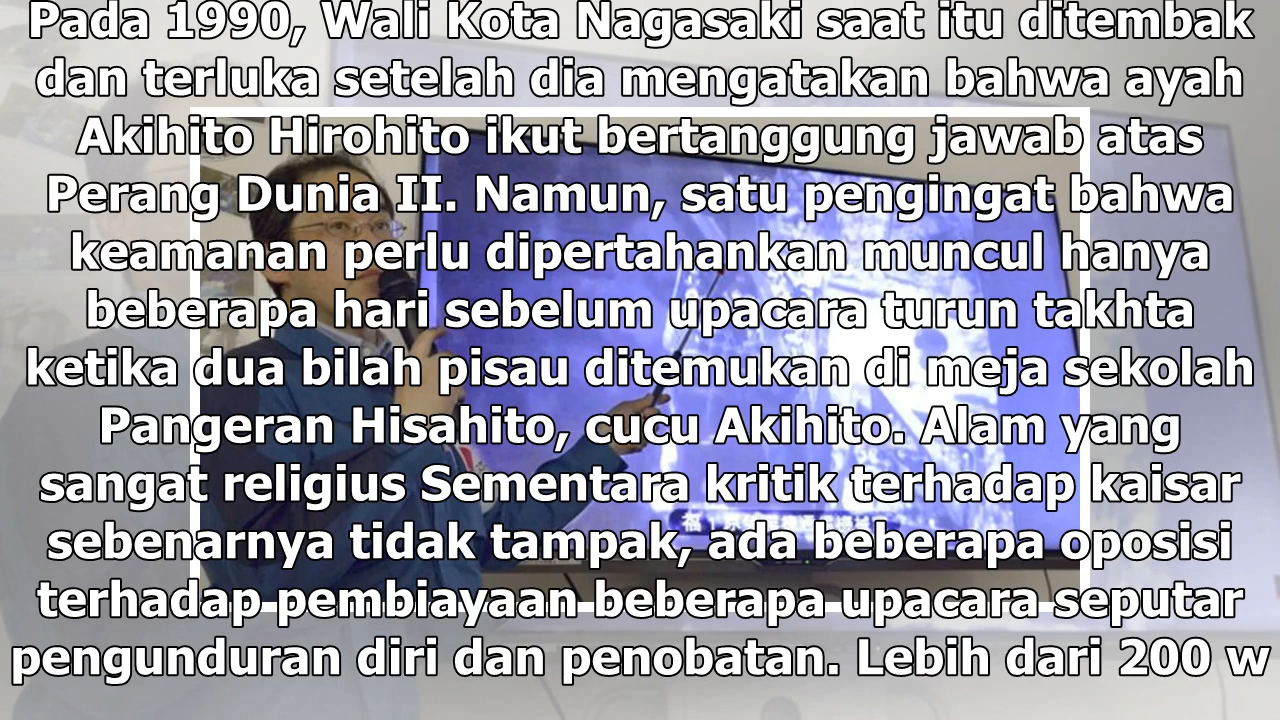 Pada 1990, Wali Kota Nagasaki saat itu ditembak
dan terluka setelah dia mengatakan bahwa ayah
Akihito Hirohito ikut bertanggung jawab atas
Perang Dunia II. Namun, satu pengingat bahwa
keamanan perlu dipertahankan muncul hanya
beberapa hari sebelum upacara turun takhta
ketika dua bilah pisau ditemukan di meja sekolah
Pangeran Hisahito, cucu Akihito. Alam yang
sangat religius Sementara kritik terhadap kaisar
sebenarnya tidak tampak, ada beberapa oposisi
terhadap pembiayaan beberapa upacara seputar
pengunduran diri dan penobatan. Lebih dari 200 w